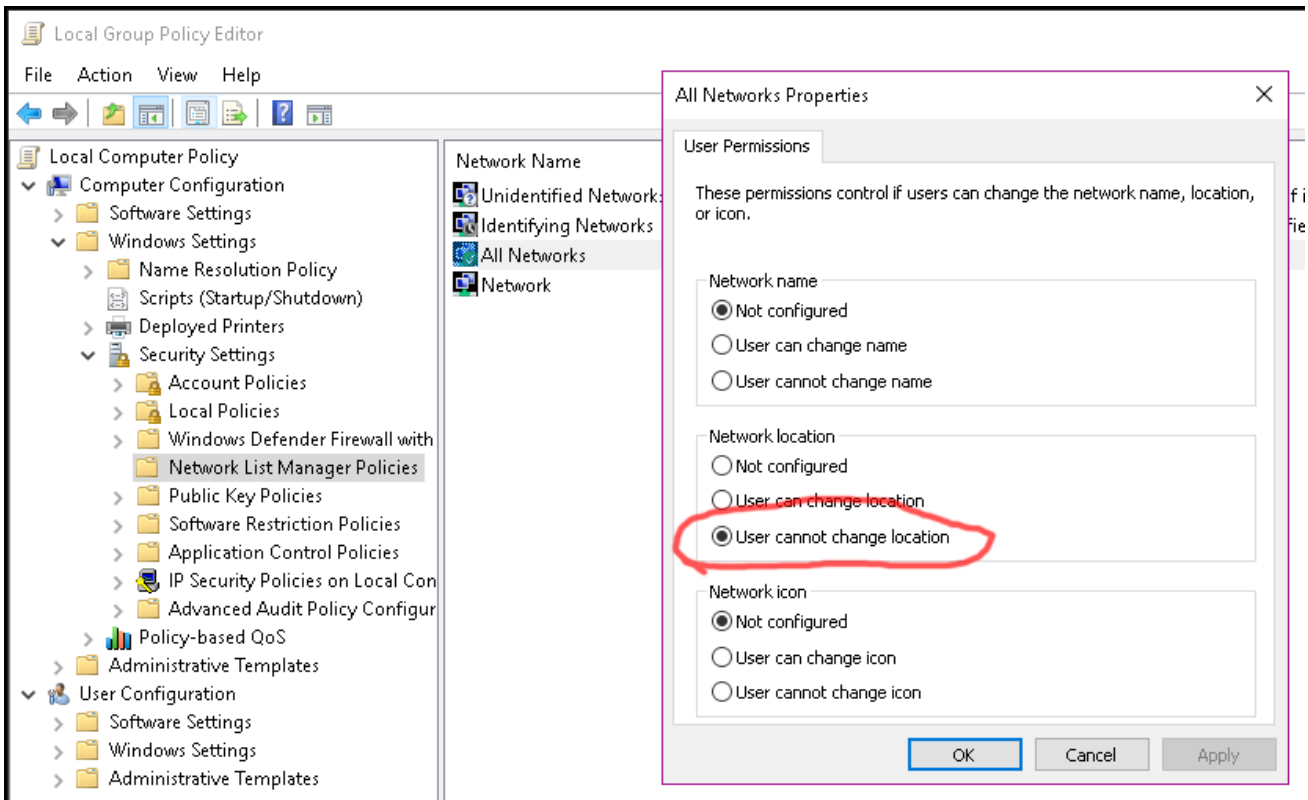 Local Group Policy Editor
File Action View Help
Local Computer Policy
Computer Configuration
Software Settings
Windows Settings
Name Resolution Policy
Scripts (Startup/Shutdown)
Deployed Printers
Security Settings
Account Policies
Local Policies
Windows Defender Firewall with
Network List Manager Policies
Public Key Policies
Software Restriction Policies
Application Control Policies
IP Security Policies on Local Con
Advanced Audit Policy Configur
Policy-based QoS
Administrative Templates
User Configuration
Software Settings
Windows Settings
Administrative Templates
Network Name
Unidentified Networks
Identifying Networks
All Networks
Network
All Networks Properties
User Permissions
These permissions control if users can change the network name, location,
or icon.
Network name
Not configured
User can change name
User cannot change name
Network location
Not configured
User can change location
User cannot change location
Network icon
Not configured
User can change icon
User cannot change icon
OK Cancel Apply